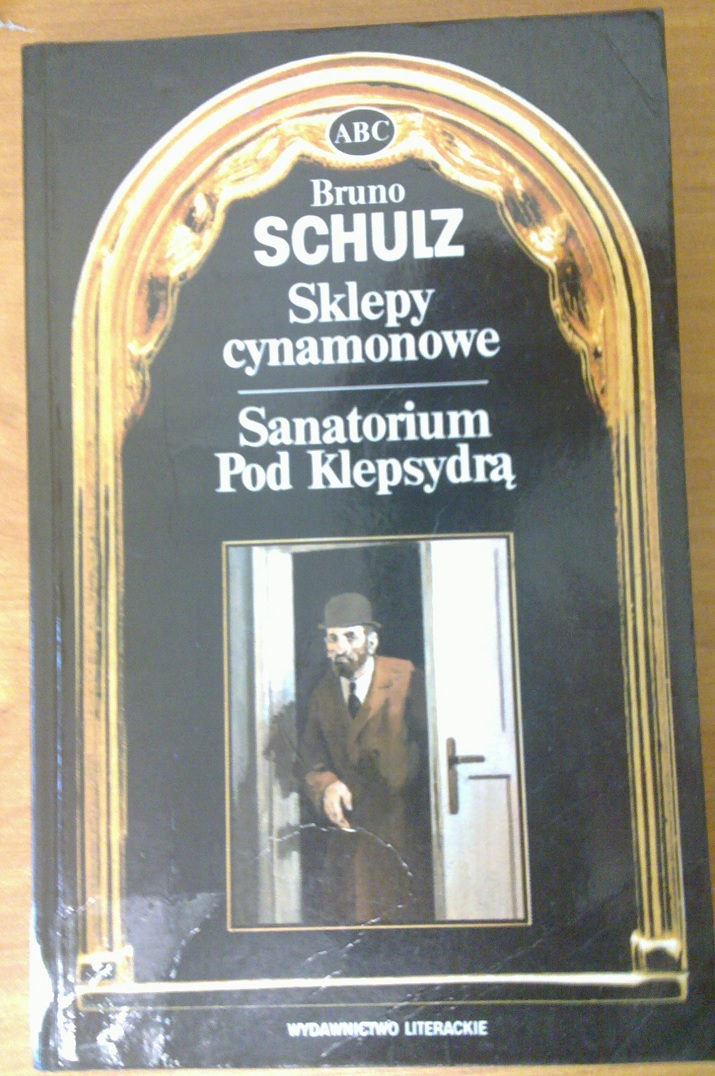 ABC
Bruno
SCHULZ
Sklepy
cynamonowe
Sanatorium
Pod Klepsydrą
WYDAWNICTWO LITERACKIE